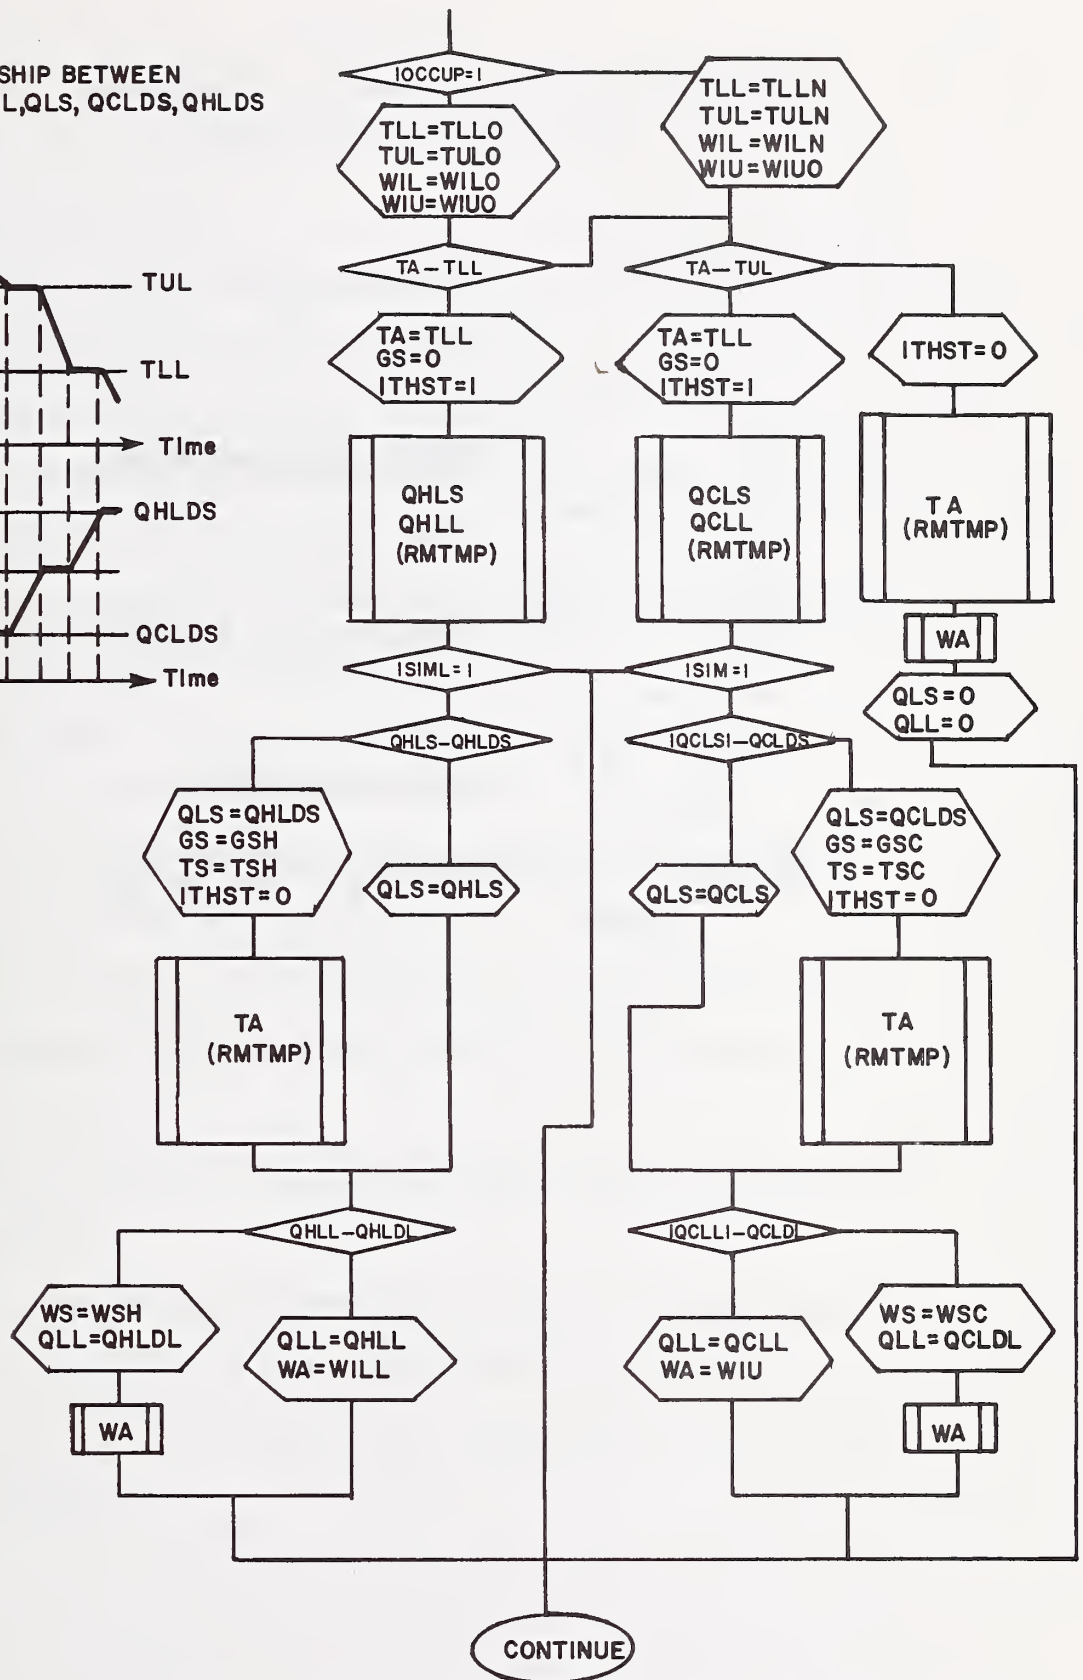 SHIP BETWEEN
L,QLS, QCLDS, QHLDS
TUL
TLL
Time
QHLDS
QCLDS
Time
IOCCUP=1
TLL=TLLO
TUL=TULO
WIL=WILO
WIU=WIUO
TLL=TLLN
TUL=TULN
WIL=WILN
WIU=WIUO
TA-TLL
TA-TUL
TA=TLL
GS=0
ITHST=1
TA=TLL
GS=0
ITHST=1
ITHST=0
QHLS
QHLL
(RMTMP)
QCLS
QCLL
(RMTMP)
TA
(RMTMP)
WA
QLS=0
QLL=0
ISIML=1
ISIM=1
QHLS-QHLDS
|QCLS|-QCLDS
QLS=QHLDS
GS=GSH
TS=TSH
ITHST=0
QLS=QHLS
QLS=QCLS
QLS=QCLDS
GS=GSC
TS=TSC
ITHST=0
TA
(RMTMP)
TA
(RMTMP)
QHLL-QHLDL
|QCLL|-QCLDL
WS=WSH
QLL=QHLDL
QLL=QHLL
WA=WILL
QLL=QCLL
WA=WIU
WS=WSC
QLL=QCLDL
WA
WA
CONTINUE